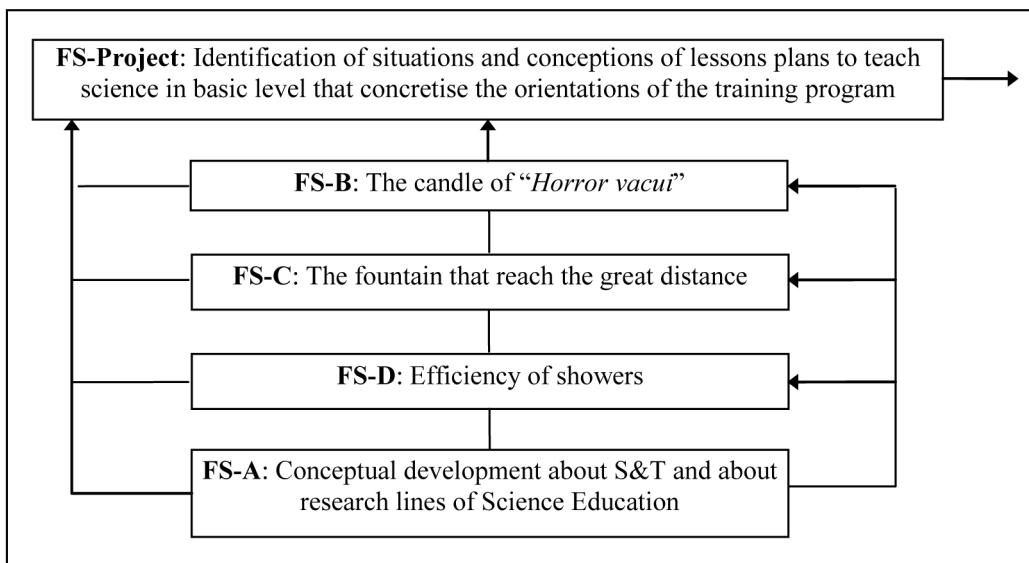 FS-Project: Identification of situations and conceptions of lessons plans to teach
science in basic level that concretise the orientations of the training program
FS-B: The candle of “Horror vacui”
FS-C: The fountain that reach the great distance
FS-D: Efficiency of showers
FS-A: Conceptual development about S&T and about
research lines of Science Education